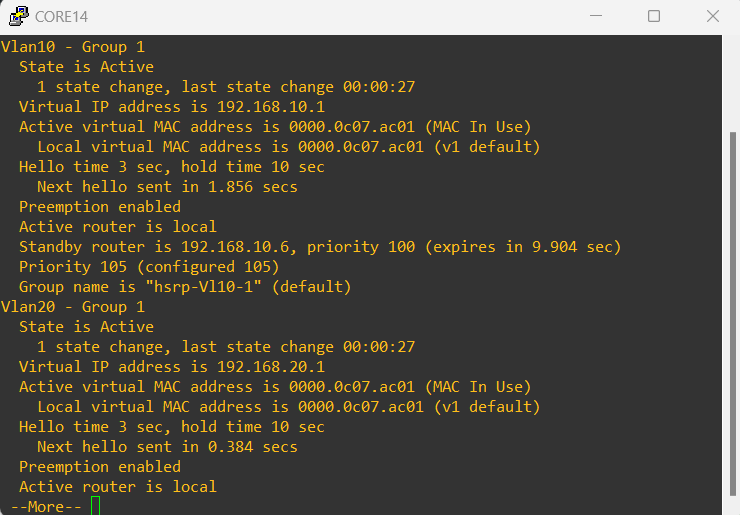 CORE14
Vlan10 - Group 1
  State is Active
    1 state change, last state change 00:00:27
  Virtual IP address is 192.168.10.1
  Active virtual MAC address is 0000.0c07.ac01 (MAC In Use)
    Local virtual MAC address is 0000.0c07.ac01 (v1 default)
  Hello time 3 sec, hold time 10 sec
    Next hello sent in 1.856 secs
  Preemption enabled
  Active router is local
  Standby router is 192.168.10.6, priority 100 (expires in 9.904 sec)
  Priority 105 (configured 105)
  Group name is "hsrp-Vl10-1" (default)
Vlan20 - Group 1
  State is Active
    1 state change, last state change 00:00:27
  Virtual IP address is 192.168.20.1
  Active virtual MAC address is 0000.0c07.ac01 (MAC In Use)
    Local virtual MAC address is 0000.0c07.ac01 (v1 default)
  Hello time 3 sec, hold time 10 sec
    Next hello sent in 0.384 secs
  Preemption enabled
  Active router is local
 --More--